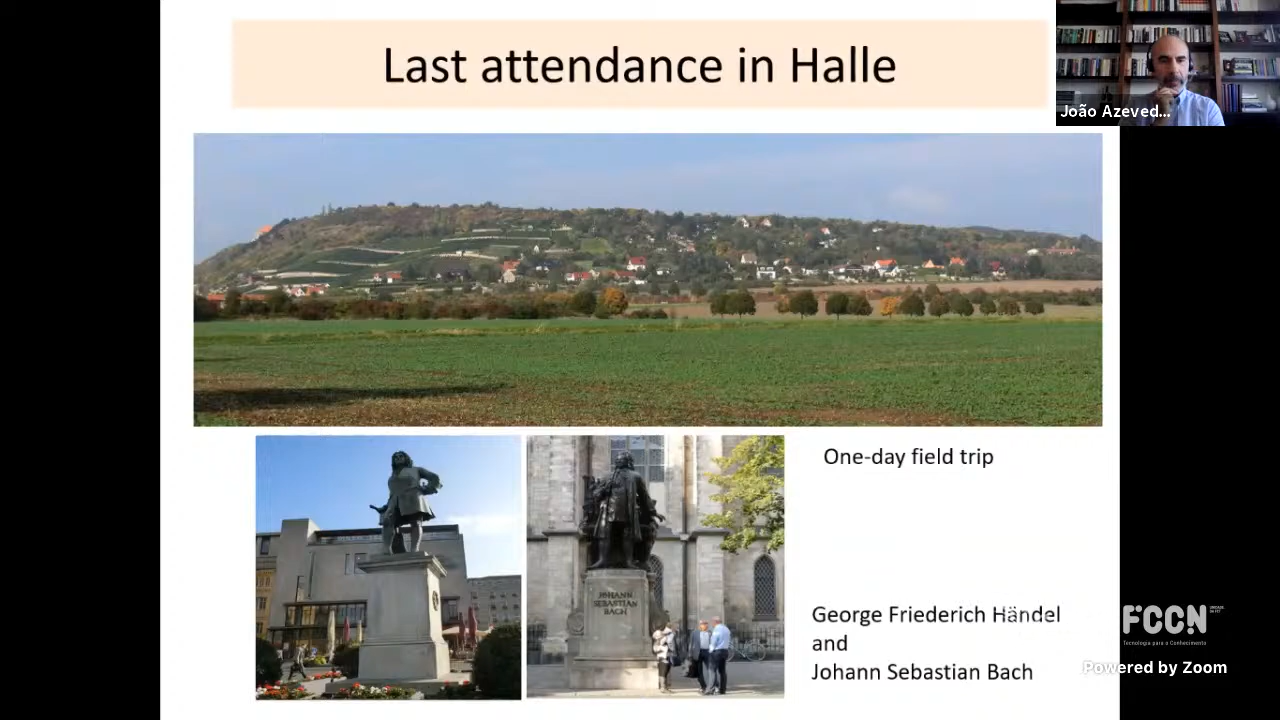 Last attendance in Halle
João Azeved...
One-day field trip
JOHANN
SEBASTIAN
BACH
George Friederich Händel
and
Johann Sebastian Bach
FCCN
Tecnologia para o Conhecimento
Powered by Zoom